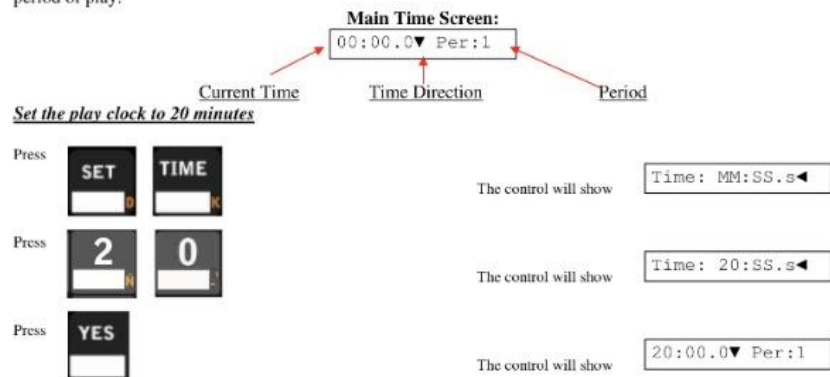 period of play.
Main Time Screen:
00:00.0▼ Per:1
Current Time Time Direction Period
Set the play clock to 20 minutes
Press SET D TIME K The control will show Time: MM:SS.s◄
Press 2 Ñ 0 The control will show Time: 20:SS.s◄
Press YES The control will show 20:00.0▼ Per:1